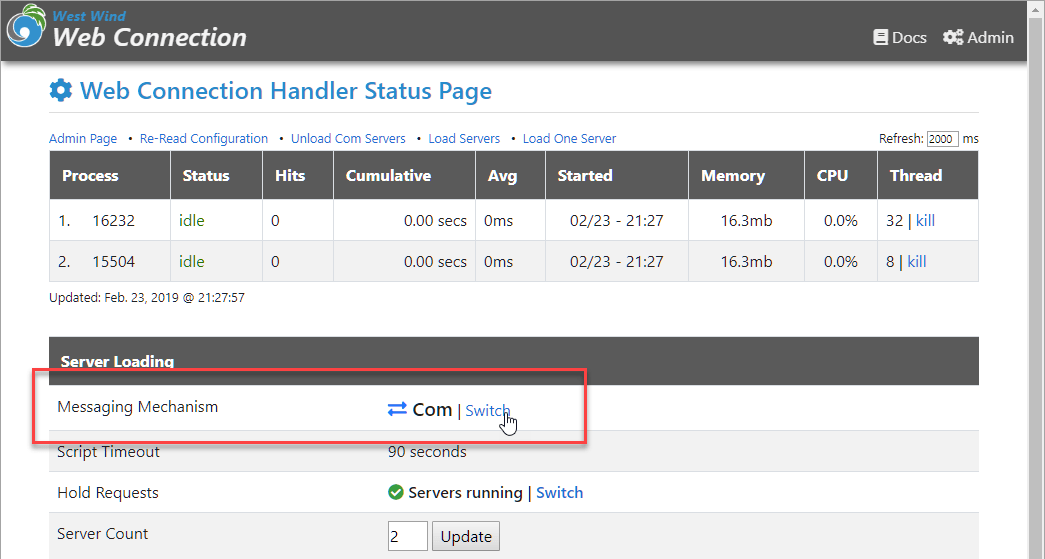 West Wind
Web Connection
Docs Admin
Web Connection Handler Status Page
Admin Page • Re-Read Configuration • Unload Com Servers • Load Servers • Load One Server Refresh: 2000 ms
Process Status Hits Cumulative Avg Started Memory CPU Thread
1. 16232 idle 0 0.00 secs 0ms 02/23 - 21:27 16.3mb 0.0% 32 | kill
2. 15504 idle 0 0.00 secs 0ms 02/23 - 21:27 16.3mb 0.0% 8 | kill
Updated: Feb. 23, 2019 @ 21:27:57
Server Loading
Messaging Mechanism Com | Switch
Script Timeout 90 seconds
Hold Requests Servers running | Switch
Server Count 2 Update